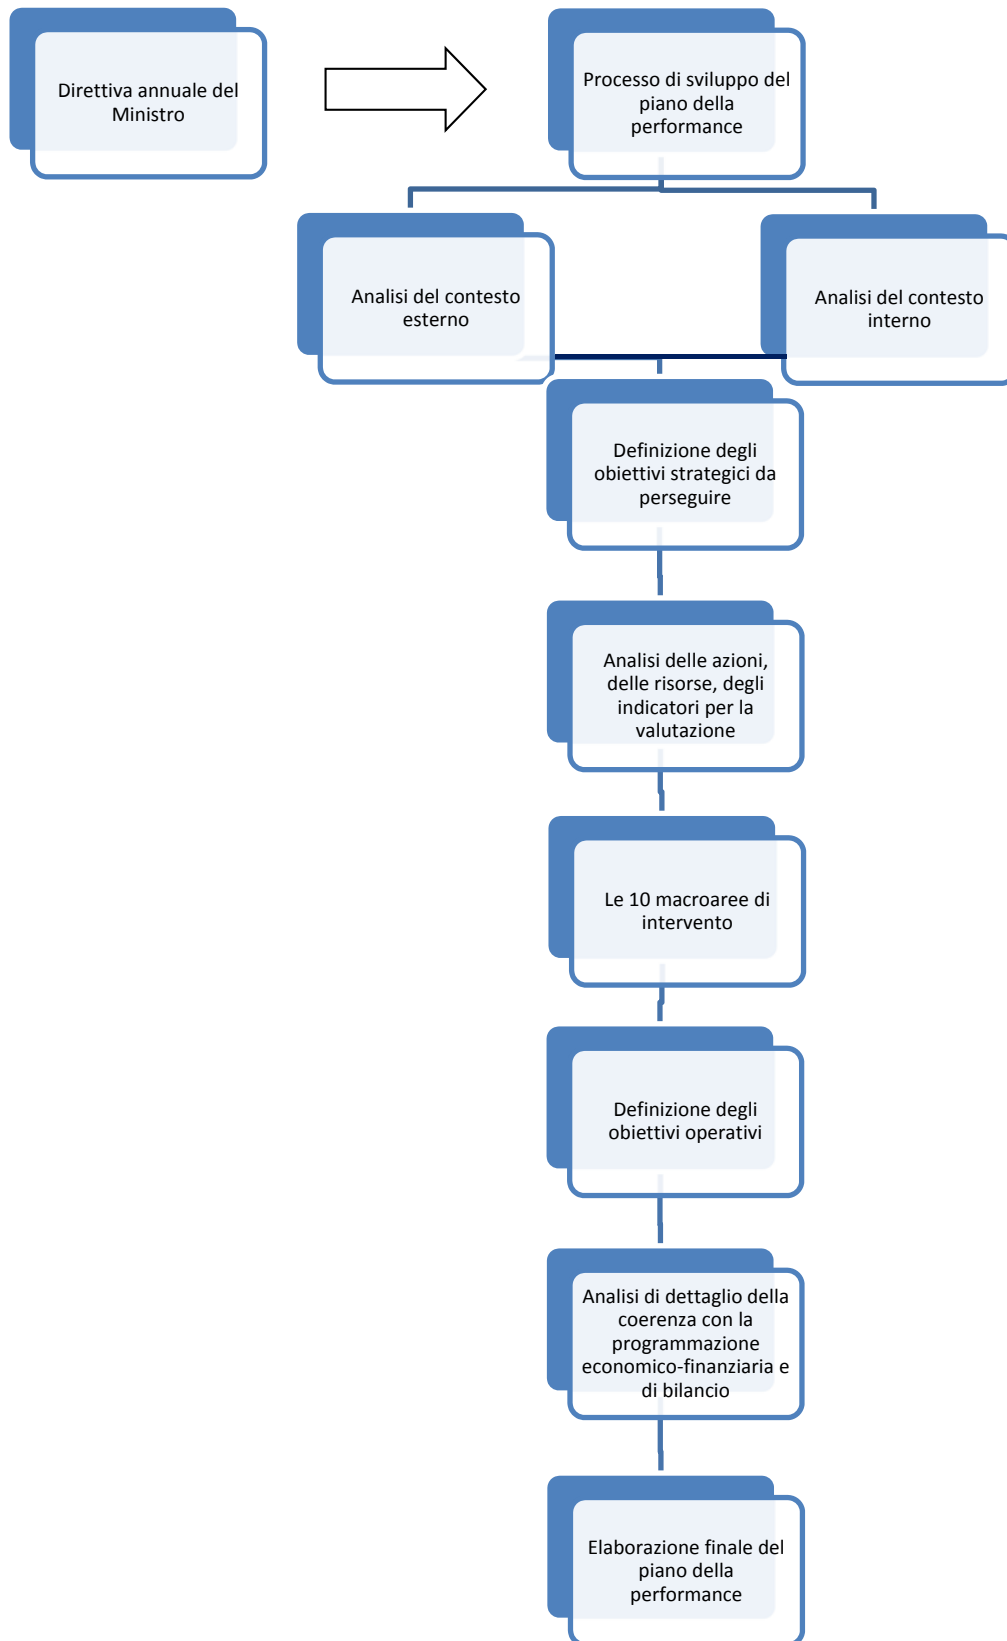 Direttiva annuale del
Ministro
Processo di sviluppo del
piano della
performance
Analisi del contesto
esterno
Analisi del contesto
interno
Definizione degli
obiettivi strategici da
perseguire
Analisi delle azioni,
delle risorse, degli
indicatori per la
valutazione
Le 10 macroaree di
intervento
Definizione degli
obiettivi operativi
Analisi di dettaglio della
coerenza con la
programmazione
economico-finanziaria e
di bilancio
Elaborazione finale del
piano della
performance